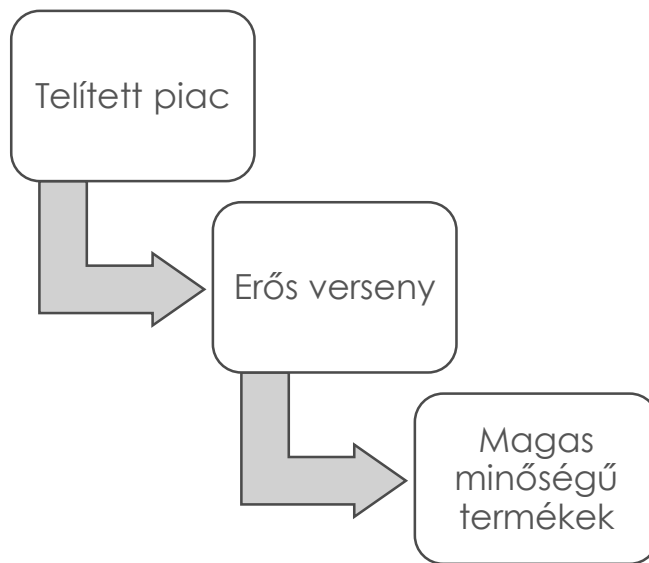 Telített piac
Erős verseny
Magas
minőségű
termékek